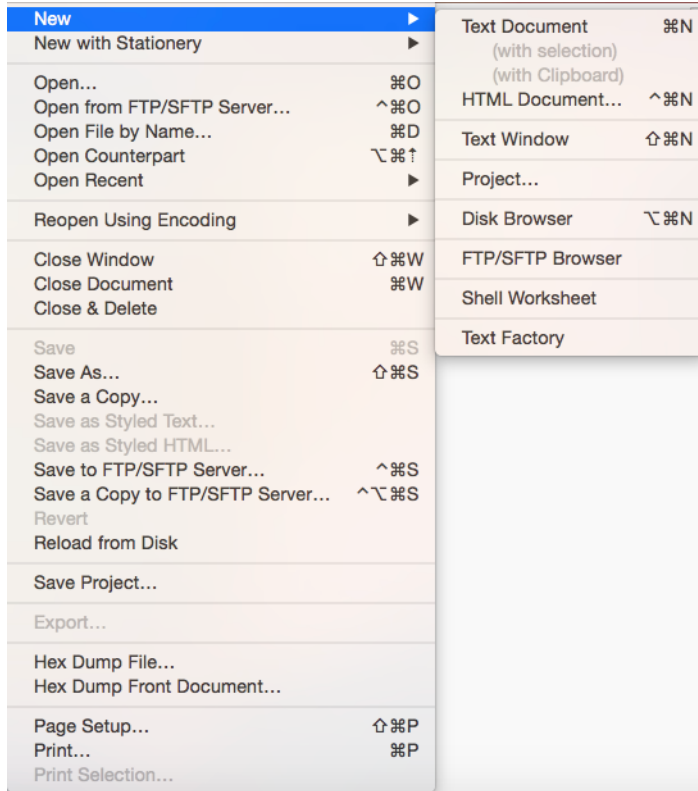 New ▶
New with Stationery ▶
Open... ⌘O
Open from FTP/SFTP Server... ^⌘O
Open File by Name... ⌘D
Open Counterpart ⌥⌘↑
Open Recent ▶
Reopen Using Encoding ▶
Close Window ⇧⌘W
Close Document ⌘W
Close & Delete
Save ⌘S
Save As... ⇧⌘S
Save a Copy...
Save as Styled Text...
Save as Styled HTML...
Save to FTP/SFTP Server... ^⌘S
Save a Copy to FTP/SFTP Server... ^⌥⌘S
Revert
Reload from Disk
Save Project...
Export...
Hex Dump File...
Hex Dump Front Document...
Page Setup... ⇧⌘P
Print... ⌘P
Print Selection...
Text Document ⌘N
(with selection)
(with Clipboard)
HTML Document... ^⌘N
Text Window ⇧⌘N
Project...
Disk Browser ⌥⌘N
FTP/SFTP Browser
Shell Worksheet
Text Factory